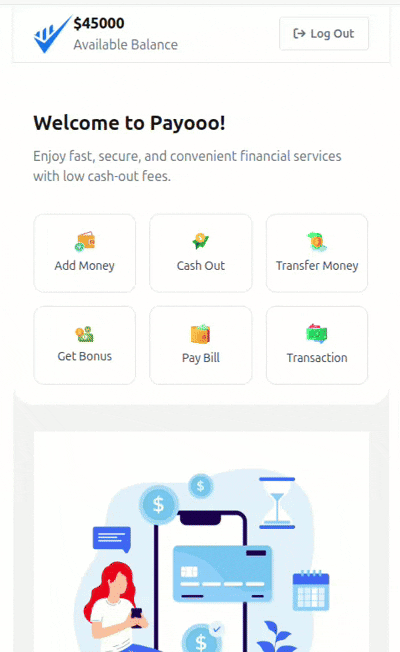 $45000
Available Balance
Log Out
Welcome to Payooo!
Enjoy fast, secure, and convenient financial services
with low cash-out fees.
Add Money
Cash Out
Transfer Money
Get Bonus
Pay Bill
Transaction
$
$
$